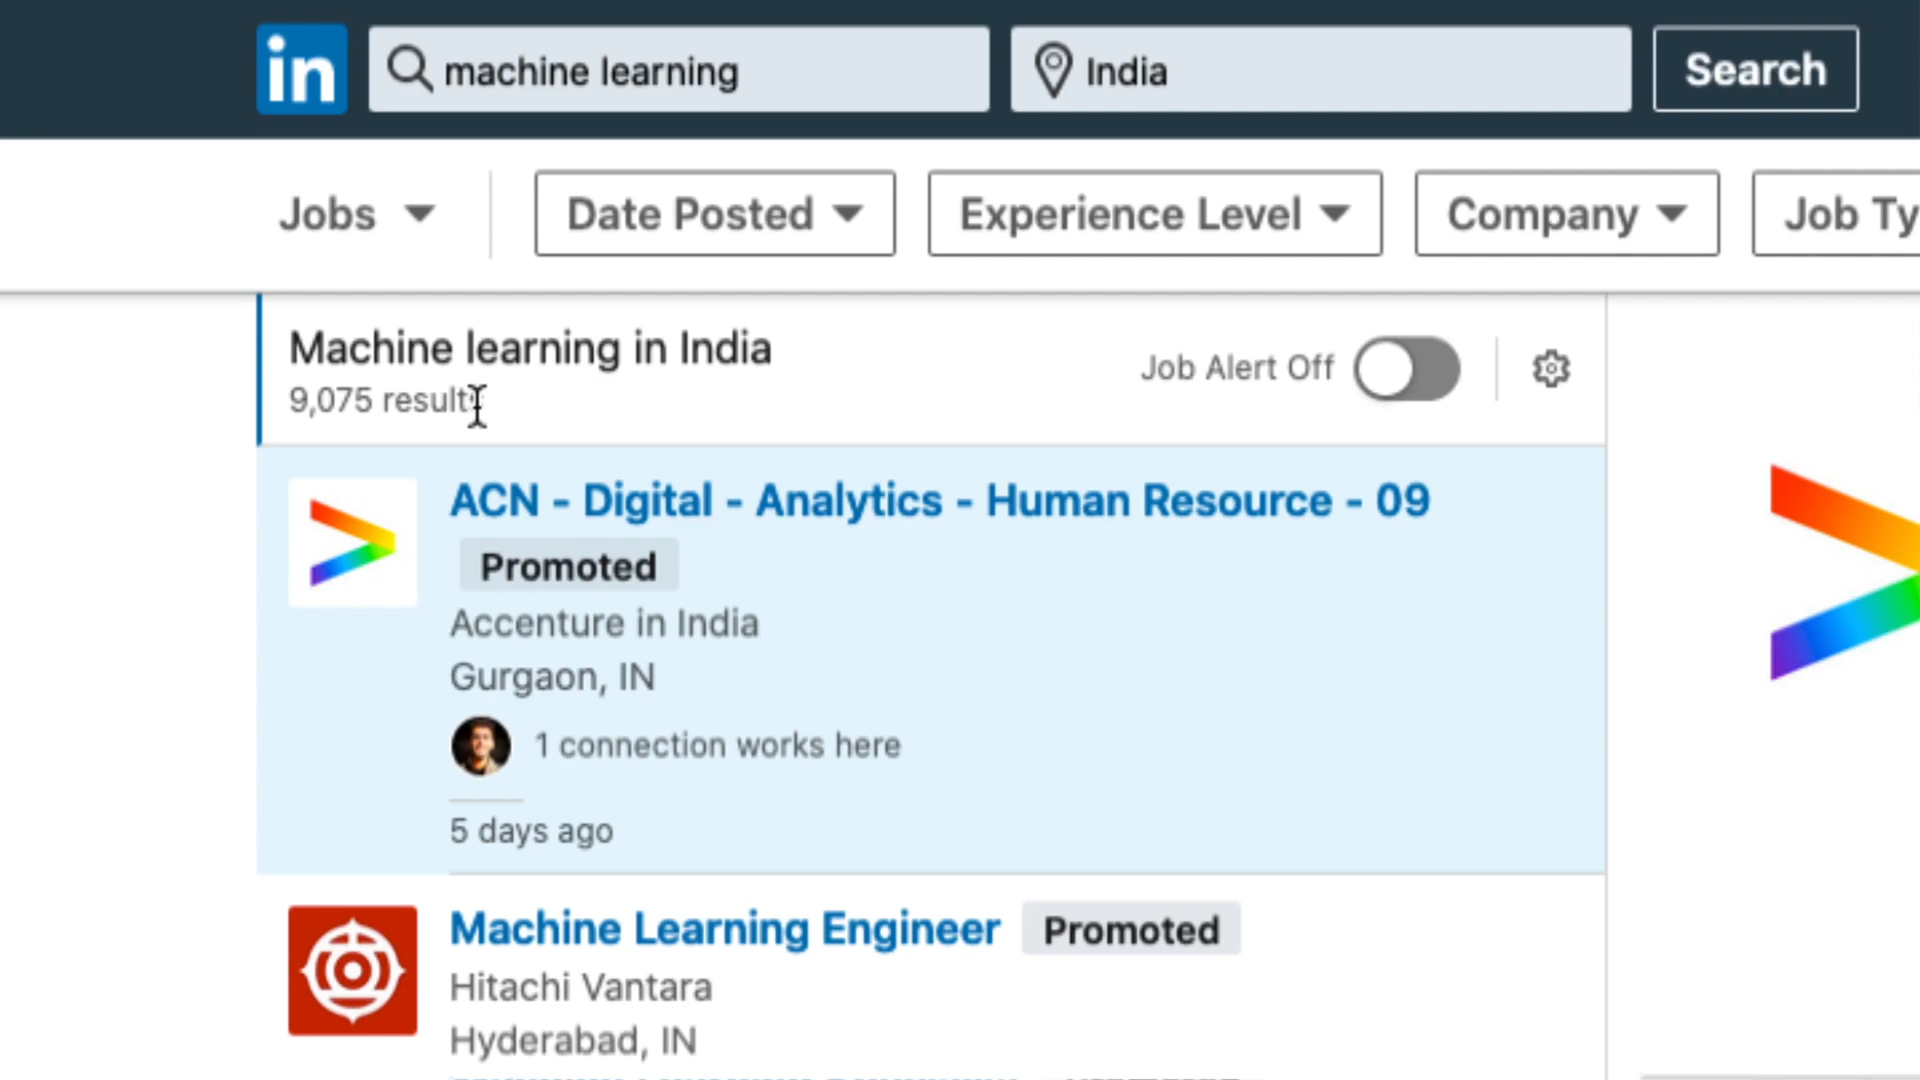 in
machine learning
India
Search
Jobs
Date Posted
Experience Level
Company
Job Ty
Machine learning in India
9,075 result
Job Alert Off
ACN - Digital - Analytics - Human Resource - 09
Promoted
Accenture in India
Gurgaon, IN
1 connection works here
5 days ago
Machine Learning Engineer
Promoted
Hitachi Vantara
Hyderabad, IN